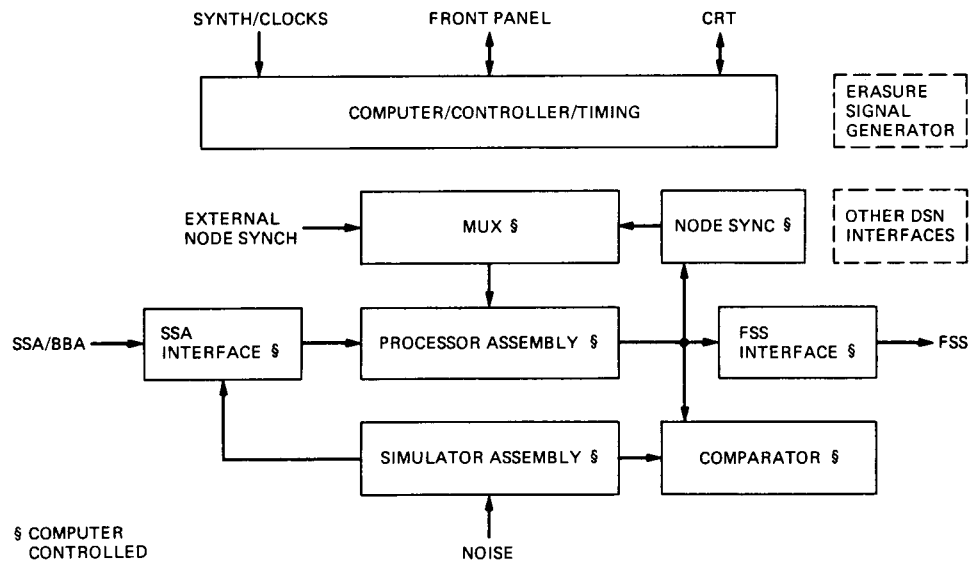 SYNTH/CLOCKS
FRONT PANEL
CRT
COMPUTER/CONTROLLER/TIMING
ERASURE
SIGNAL
GENERATOR
EXTERNAL
NODE SYNCH
MUX §
NODE SYNC §
OTHER DSN
INTERFACES
SSA/BBA
SSA
INTERFACE §
PROCESSOR ASSEMBLY §
FSS
INTERFACE §
FSS
SIMULATOR ASSEMBLY §
COMPARATOR §
§ COMPUTER
CONTROLLED
NOISE